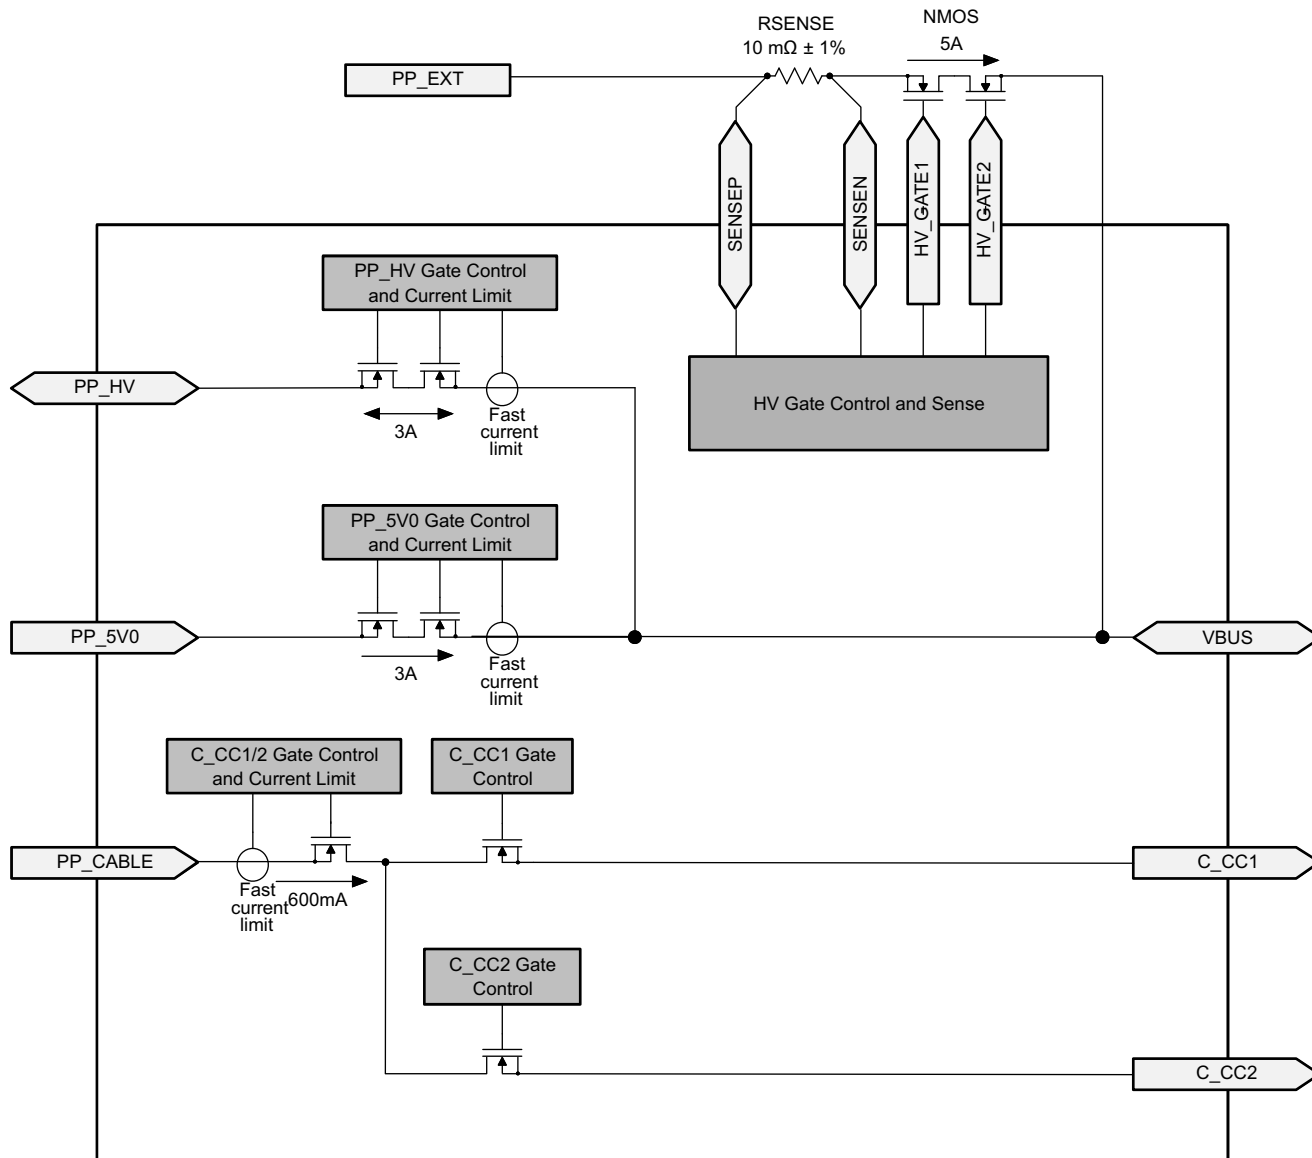 RSENSE
10 mΩ ± 1%
NMOS
5A
PP_EXT
SENSEP
SENSEN
HV_GATE1
HV_GATE2
PP_HV Gate Control
and Current Limit
PP_HV
3A
Fast
current
limit
HV Gate Control and Sense
PP_5V0 Gate Control
and Current Limit
PP_5V0
3A
Fast
current
limit
VBUS
C_CC1/2 Gate Control
and Current Limit
C_CC1 Gate
Control
PP_CABLE
Fast
current
limit
600mA
C_CC1
C_CC2 Gate
Control
C_CC2